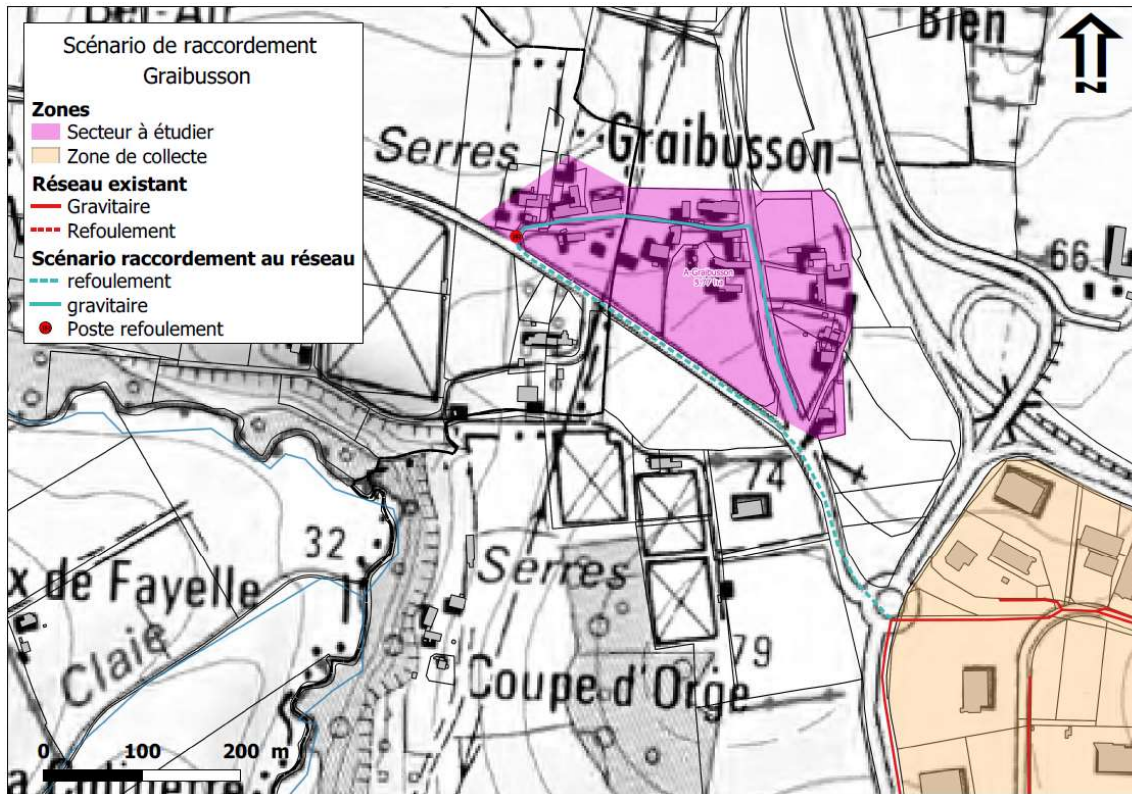 Bel-Air
Bien
Scénario de raccordement
Graibusson
Zones
Secteur à étudier
Zone de collecte
Réseau existant
Gravitaire
Refoulement
Scénario raccordement au réseau
refoulement
gravitaire
Poste refoulement
N
Serres
Graibusson
66
A-Graibusson
74
32
x de Fayelle
Serres
Claie
79
Coupe d'Orge
0 100 200 m